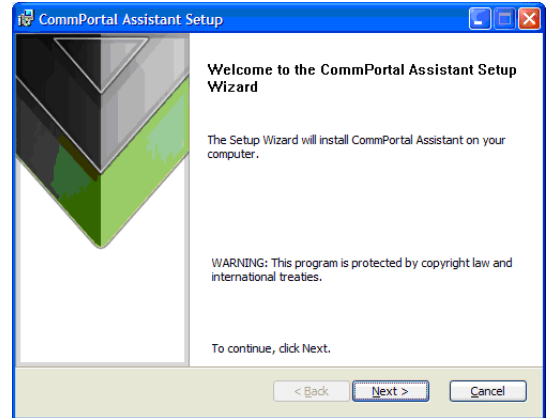 CommPortal Assistant Setup
Welcome to the CommPortal Assistant Setup
Wizard
The Setup Wizard will install CommPortal Assistant on your
computer.
WARNING: This program is protected by copyright law and
international treaties.
To continue, click Next.
< Back Next > Cancel